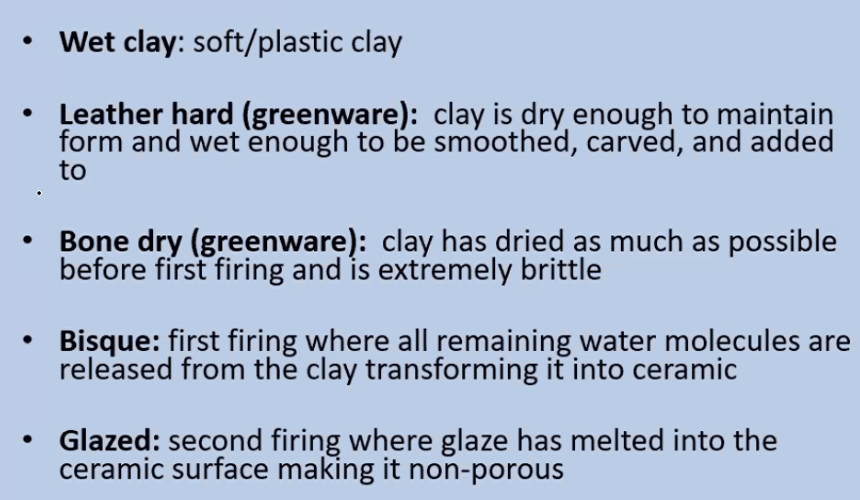 • Wet clay: soft/plastic clay
• Leather hard (greenware): clay is dry enough to maintain
form and wet enough to be smoothed, carved, and added
to
• Bone dry (greenware): clay has dried as much as possible
before first firing and is extremely brittle
• Bisque: first firing where all remaining water molecules are
released from the clay transforming it into ceramic
• Glazed: second firing where glaze has melted into the
ceramic surface making it non-porous